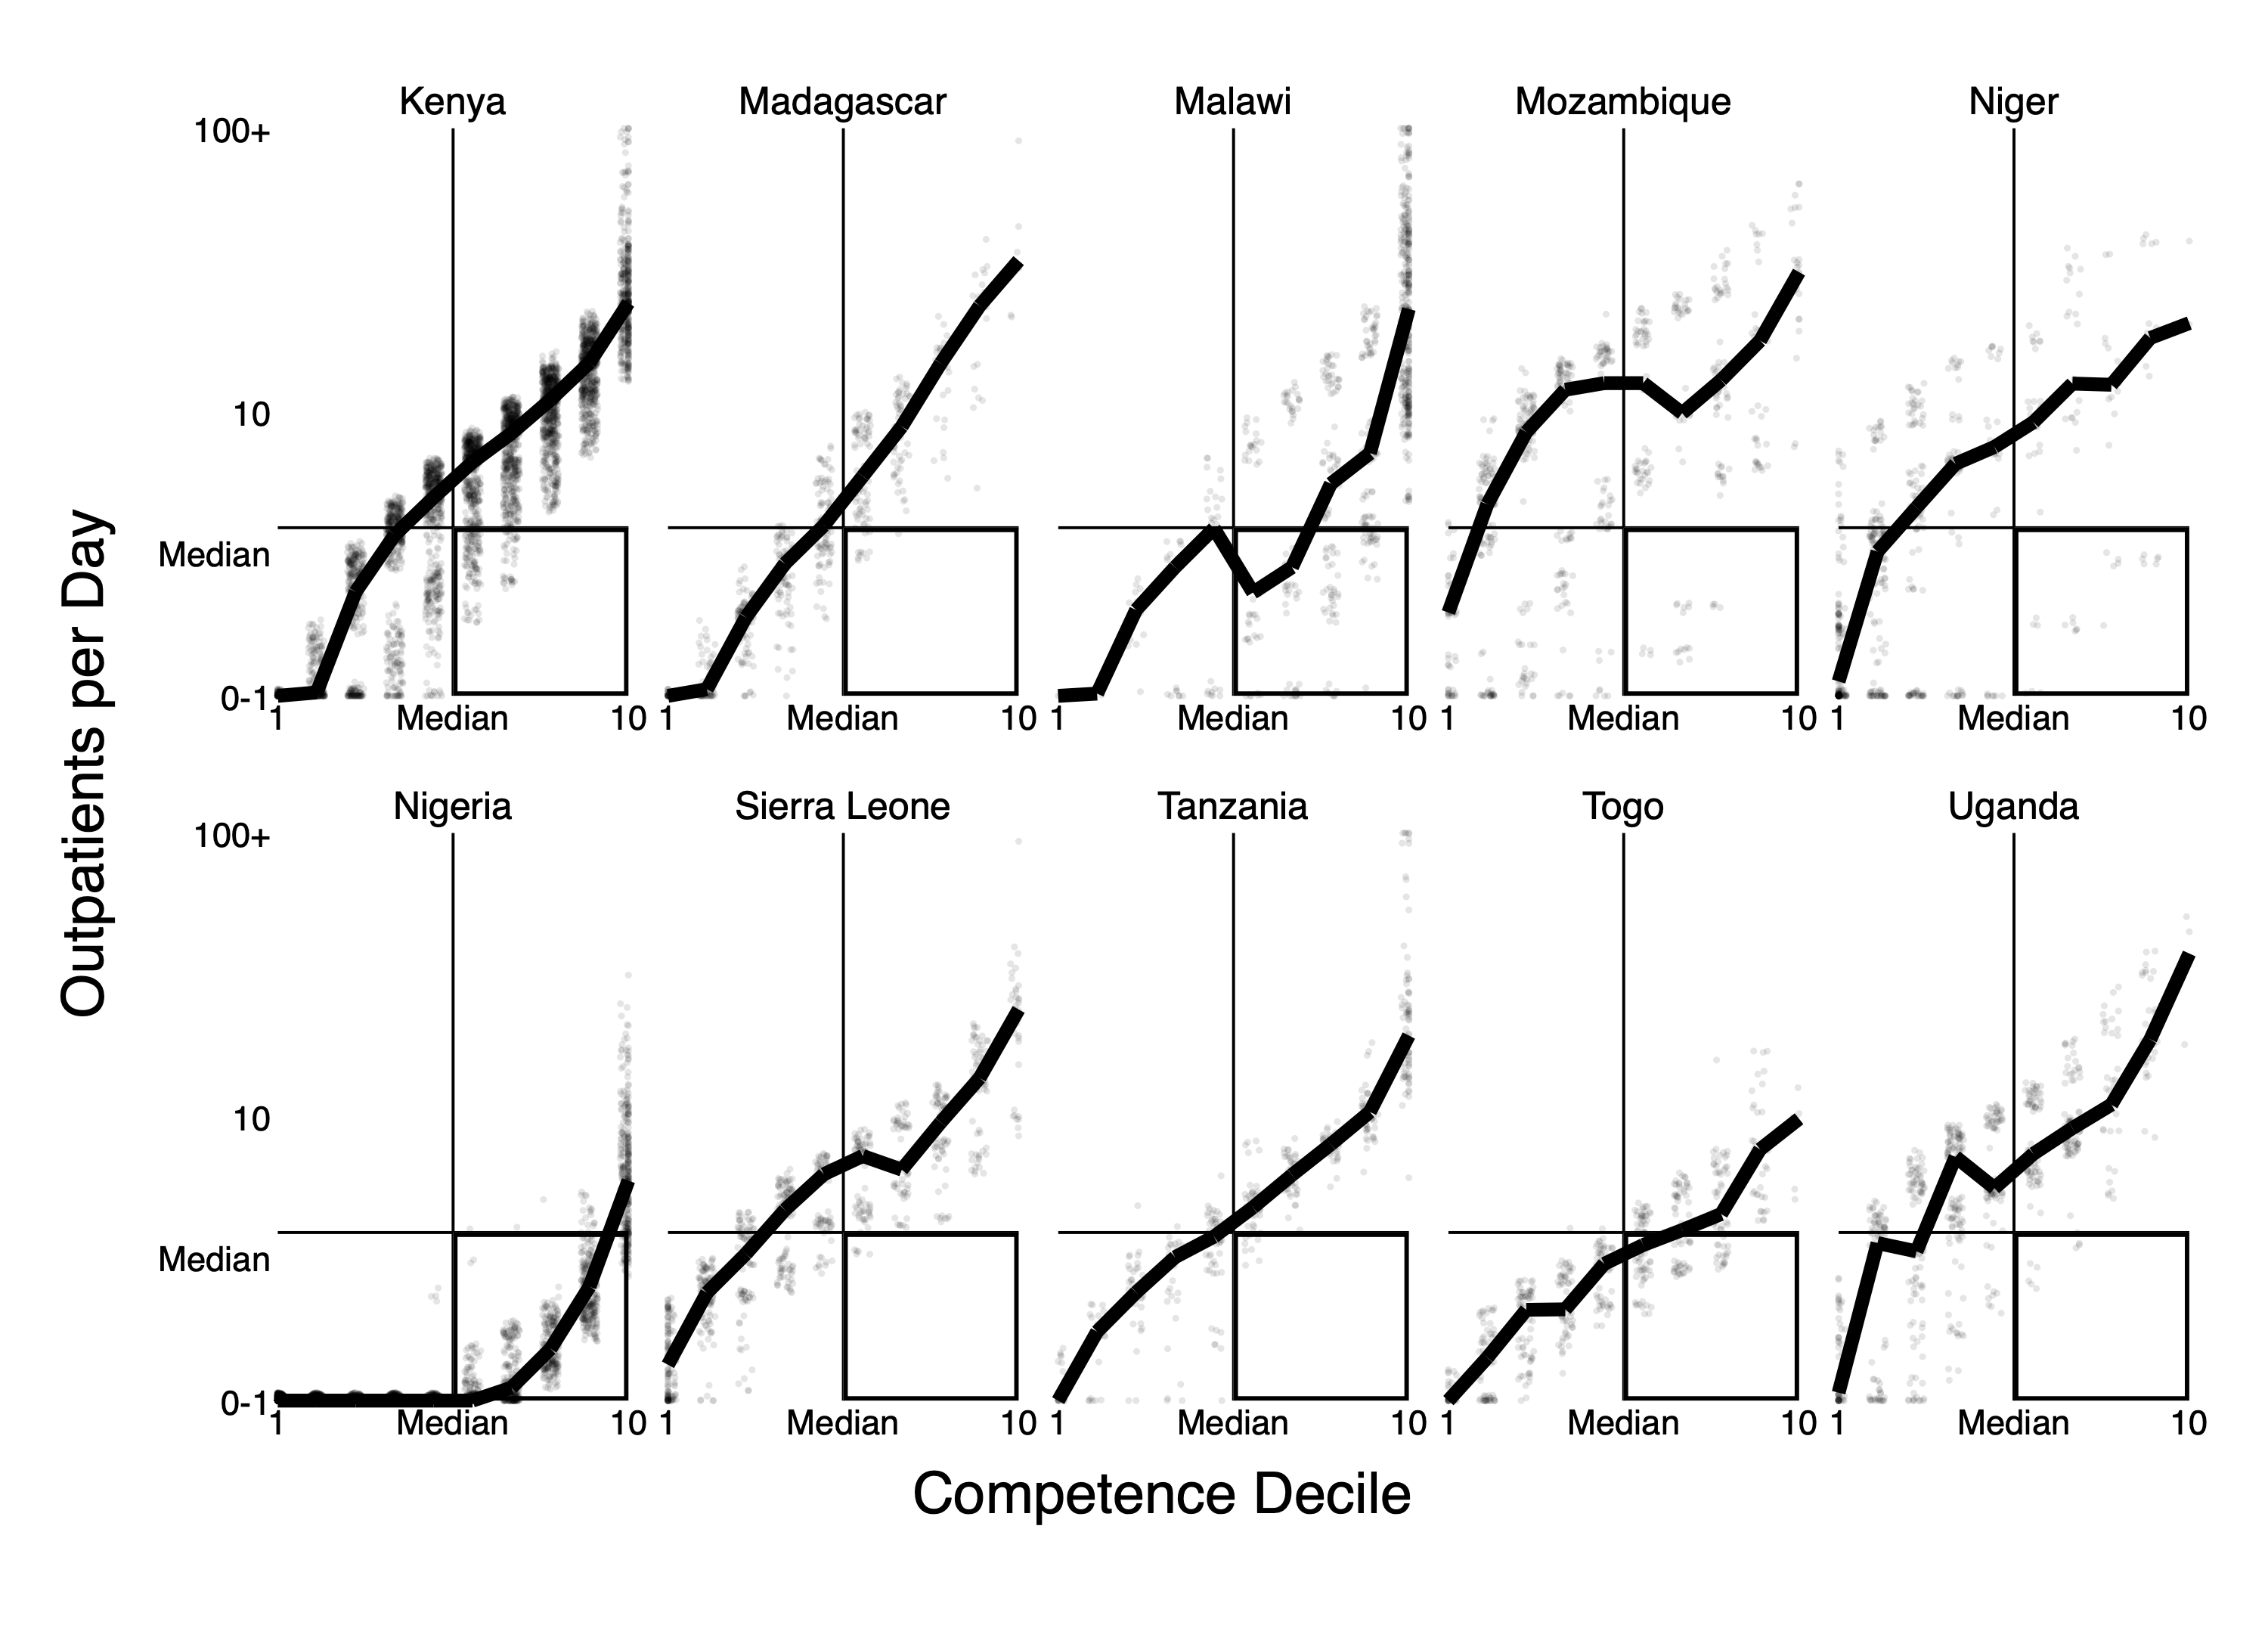 Outpatients per Day
Kenya Madagascar Malawi Mozambique Niger
100+
10
Median
0-1
1 Median 10 1 Median 10 1 Median 10 1 Median 10 1 Median 10
Nigeria Sierra Leone Tanzania Togo Uganda
100+
10
Median
0-1
1 Median 10 1 Median 10 1 Median 10 1 Median 10 1 Median 10
Competence Decile